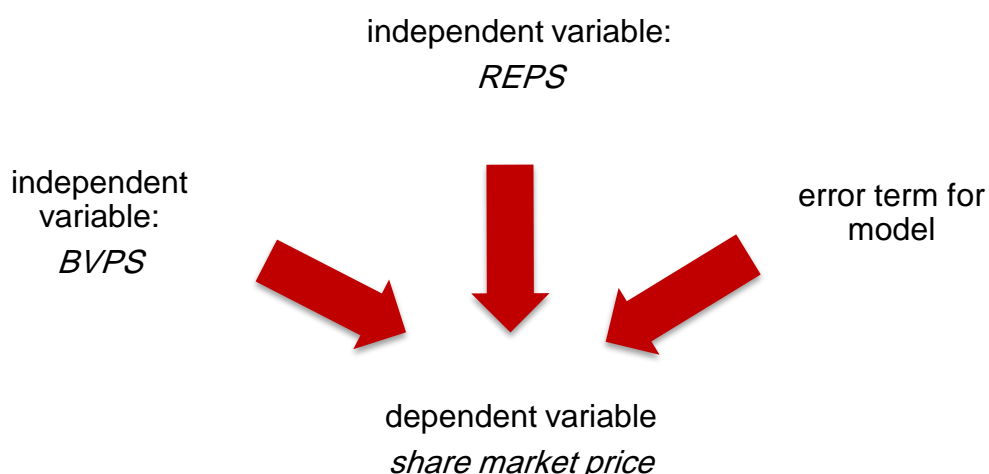 independent variable:
REPS
independent
variable:
BVPS
error term for
model
dependent variable
share market price